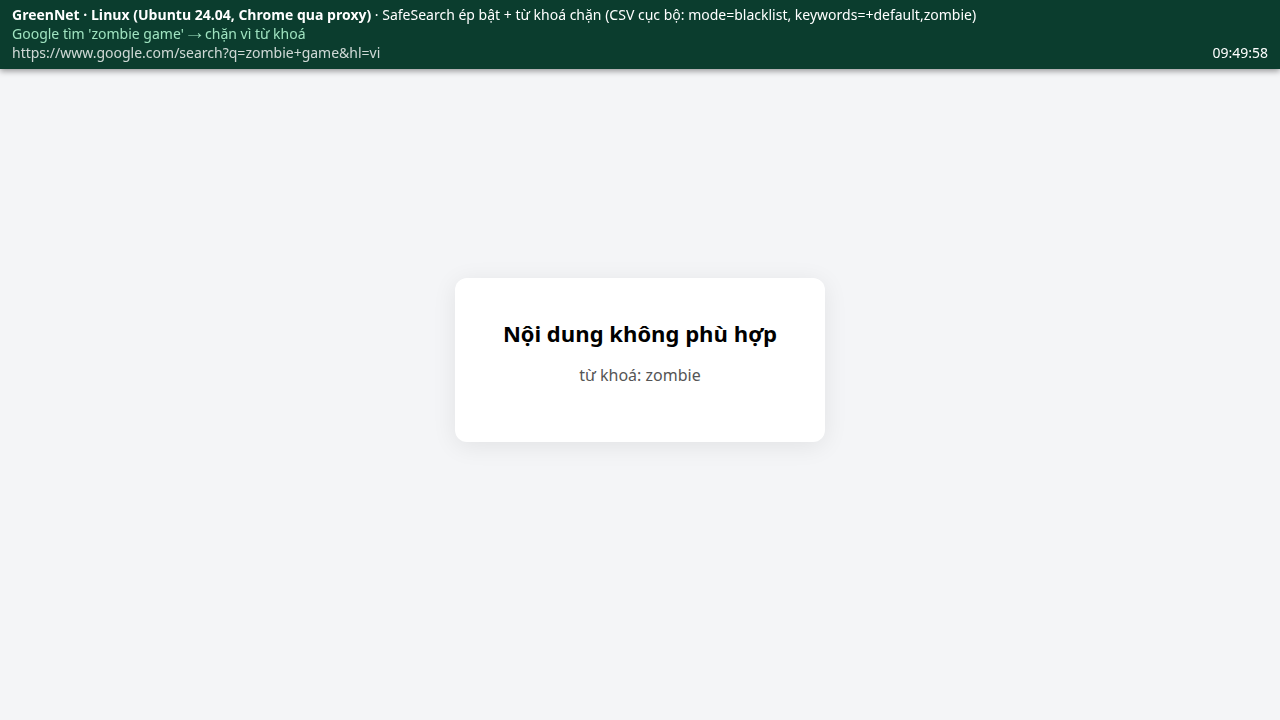 GreenNet · Linux (Ubuntu 24.04, Chrome qua proxy) · SafeSearch ép bật + từ khoá chặn (CSV cục bộ: mode=blacklist, keywords=+default,zombie)
Google tìm 'zombie game' → chặn vì từ khoá
https://www.google.com/search?q=zombie+game&hl=vi 09:49:58
Nội dung không phù hợp
từ khoá: zombie